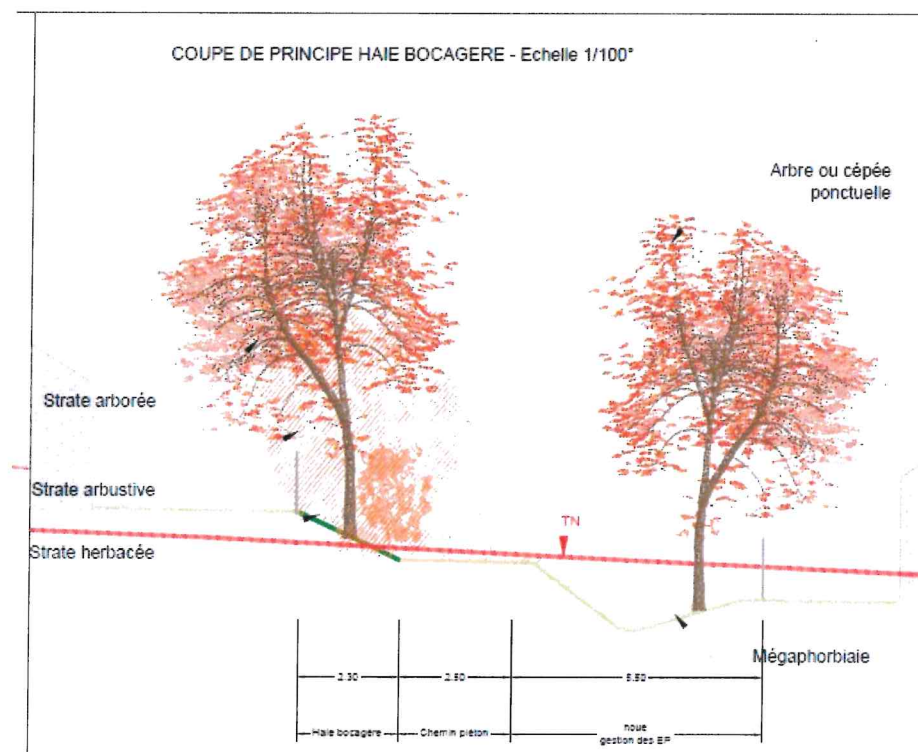 COUPE DE PRINCIPE HAIE BOCAGERE - Echelle 1/100°
Arbre ou cépée
ponctuelle
Strate arborée
Strate arbustive
Strate herbacée
TN
Mégaphorbiaie
2.30
2.50
5.50
Haie bocagère
Chemin piéton
noue
gestion des EP